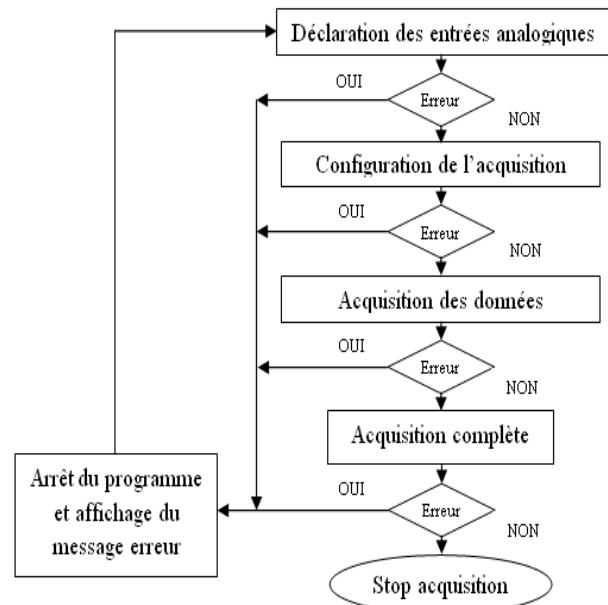 Déclaration des entrées analogiques
OUI
Erreur
NON
Configuration de l'acquisition
OUI
Erreur
NON
Acquisition des données
OUI
Erreur
NON
Acquisition complète
Arrêt du programme
et affichage du
message erreur
OUI
Erreur
NON
Stop acquisition